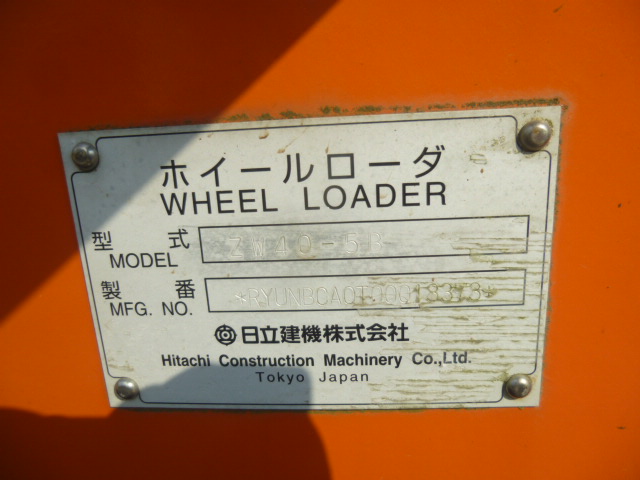 ホイールローダ
WHEEL LOADER
型式 ZW40-5B
MODEL
製番
MFG. NO.
日立建機株式会社
Hitachi Construction Machinery Co.,Ltd.
Tokyo Japan